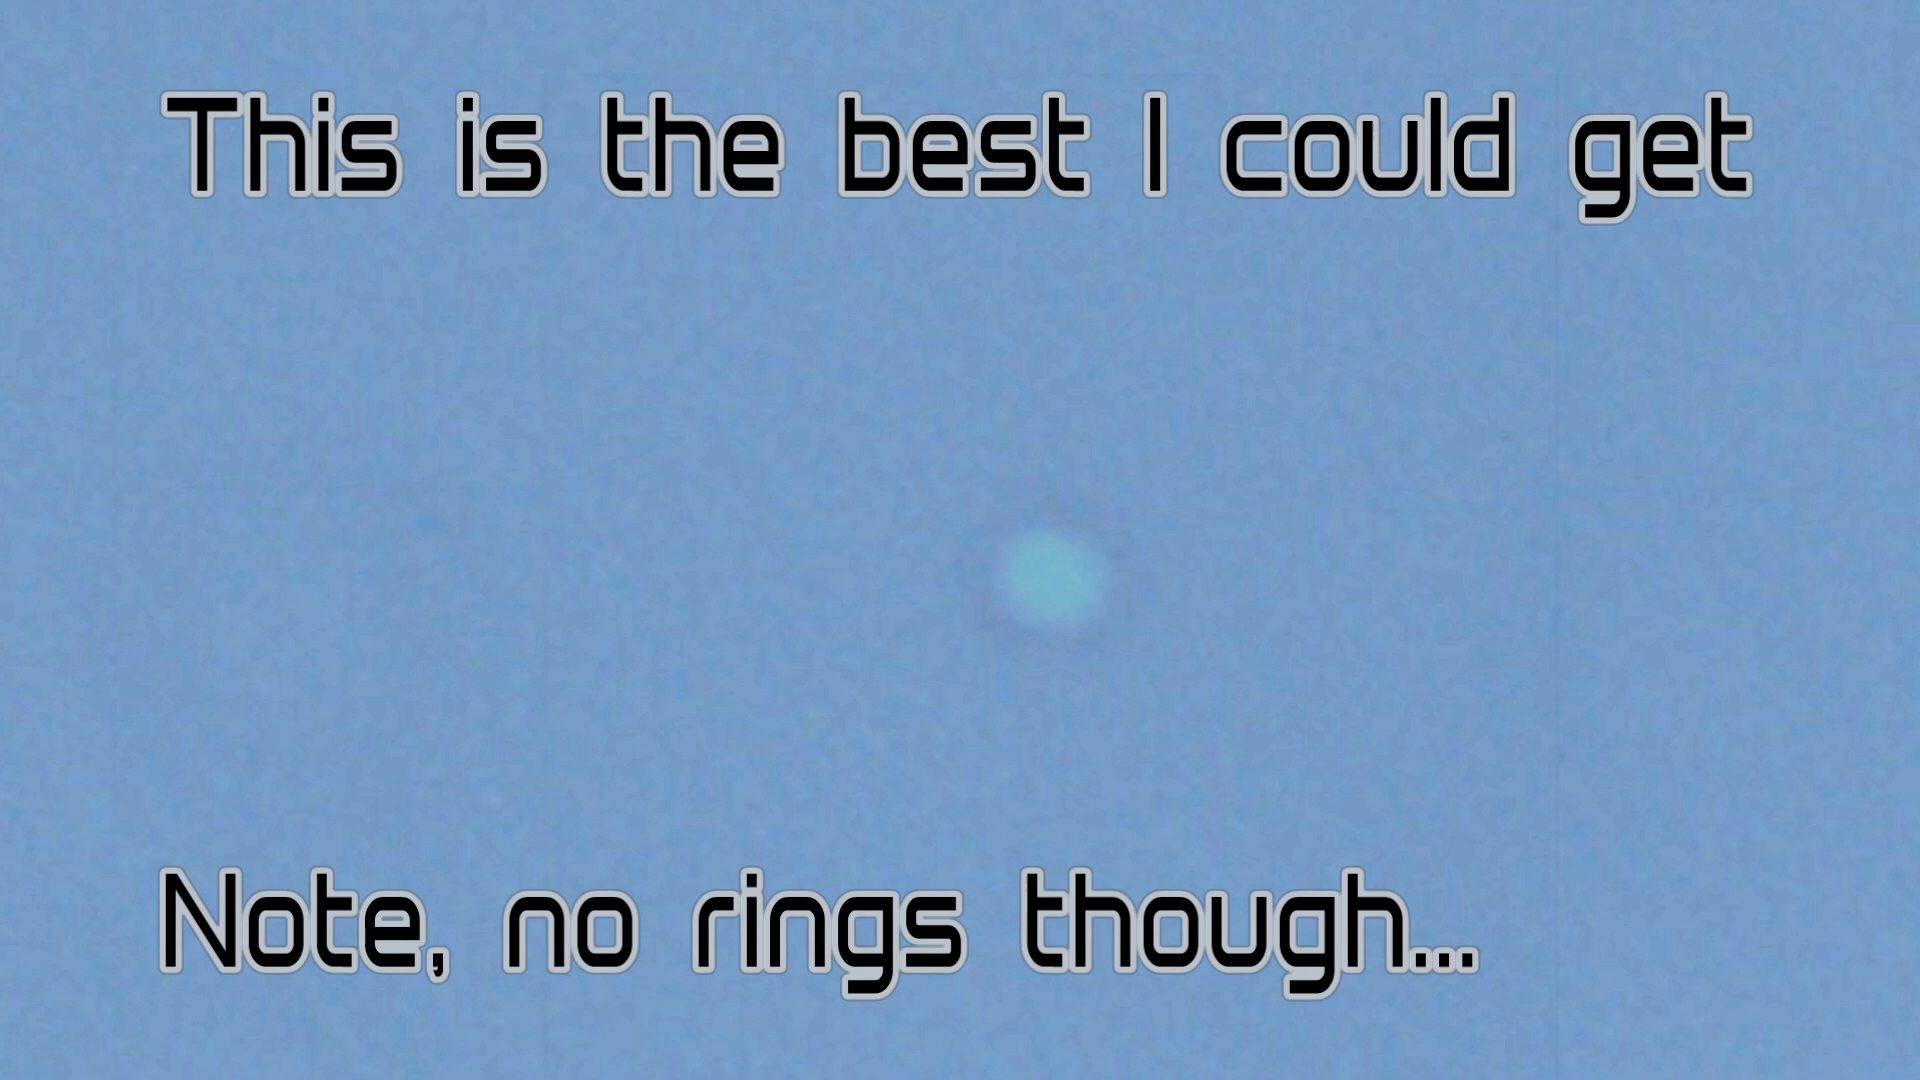 This is the best I could get
Note, no rings though...